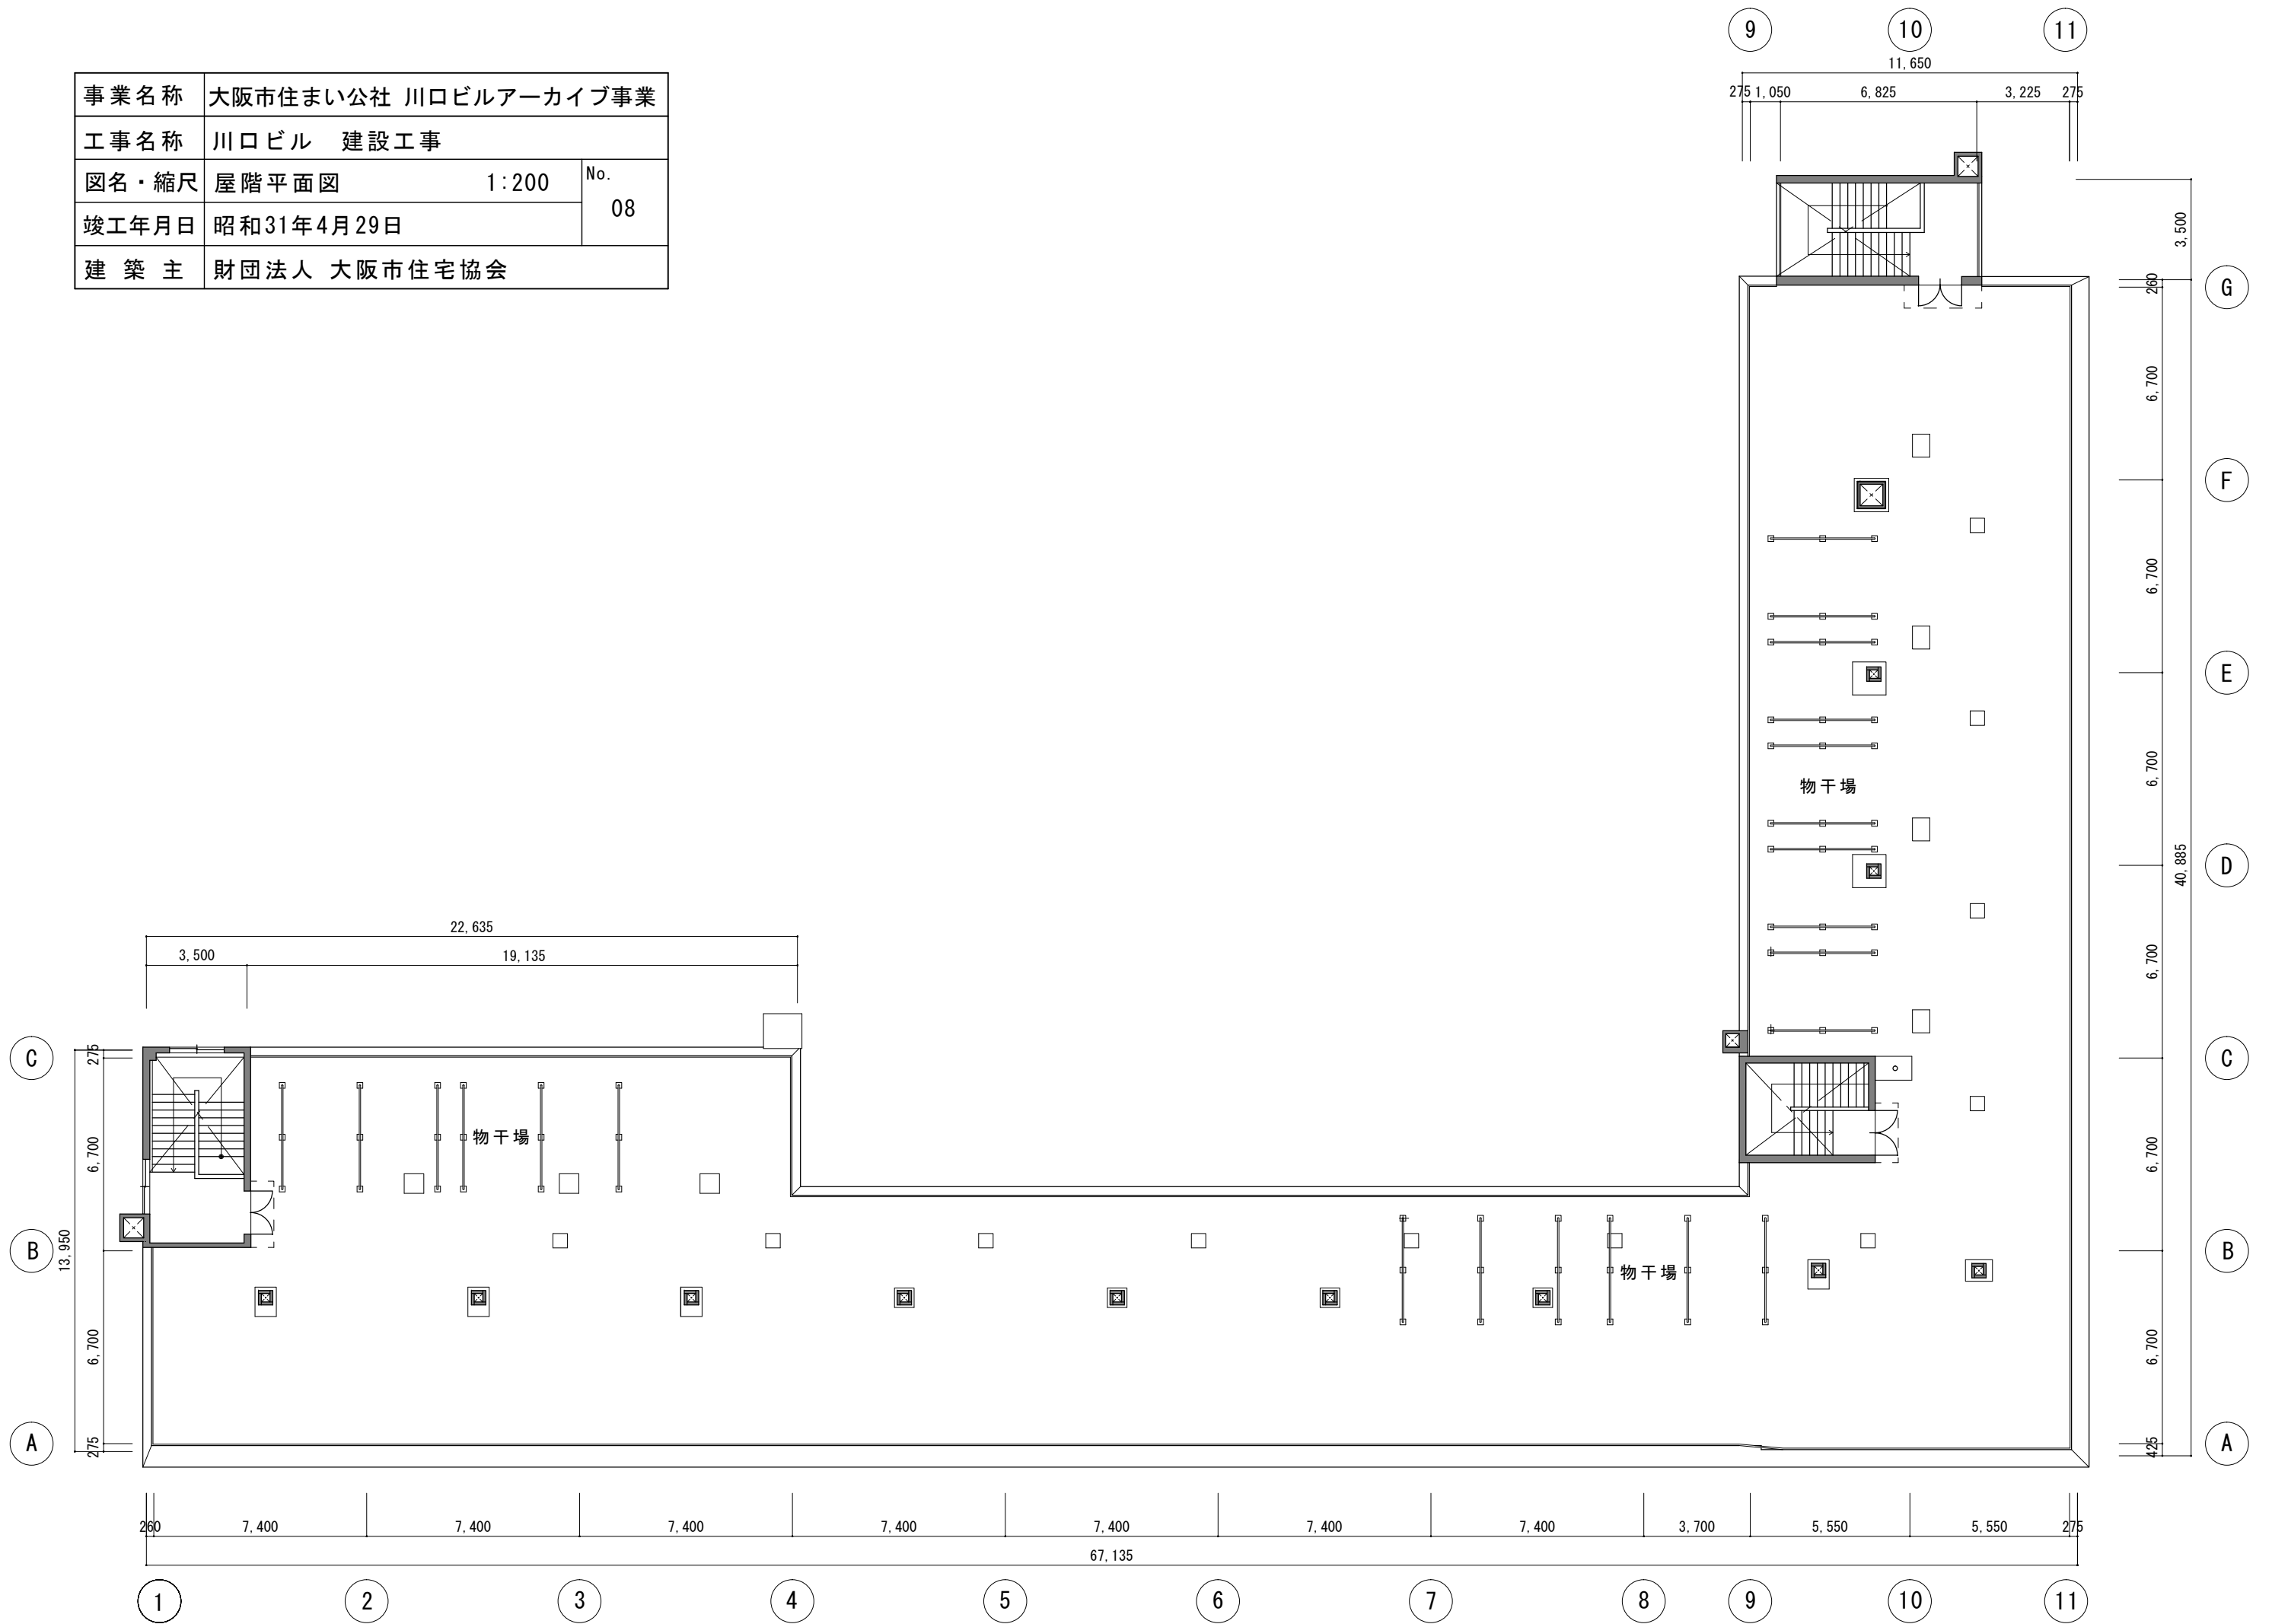 事業名称 大阪市住まい公社 川口ビルアーカイブ事業
工事名称 川口ビル 建設工事
図名・縮尺 屋階平面図 1:200 No.
08
竣工年月日 昭和31年4月29日
建築主 財団法人 大阪市住宅協会
9 10 11
11,650
275 1,050 6,825 3,225 275
3,500
260
G
6,700
F
6,700
E
6,700
物干場
D
40,885
6,700
C
6,700
B
6,700
425
A
22,635
3,500 19,135
C
275
6,700
物干場
B
13,950
物干場
6,700
A
275
260 7,400 7,400 7,400 7,400 7,400 7,400 7,400 3,700 5,550 5,550 275
67,135
1 2 3 4 5 6 7 8 9 10 11